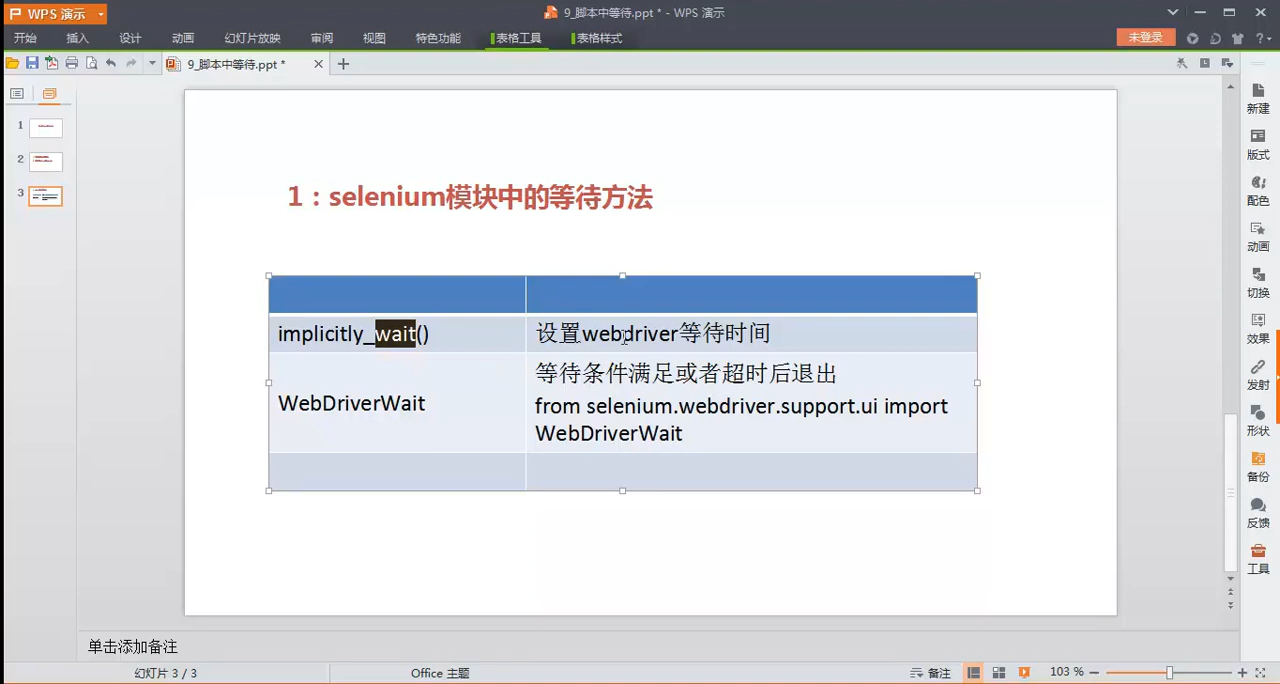 WPS 演示
9_脚本中等待.ppt * - WPS 演示
开始 插入 设计 动画 幻灯片放映 审阅 视图 特色功能 表格工具 表格样式 未登录
9_脚本中等待.ppt *
1
2
3
1：selenium模块中的等待方法
implicitly_wait() 设置webdriver等待时间
WebDriverWait 等待条件满足或者超时后退出
from selenium.webdriver.support.ui import
WebDriverWait
新建
版式
配色
动画
切换
效果
发射
形状
备份
反馈
工具
单击添加备注
幻灯片 3 / 3 Office 主题 备注 103 %